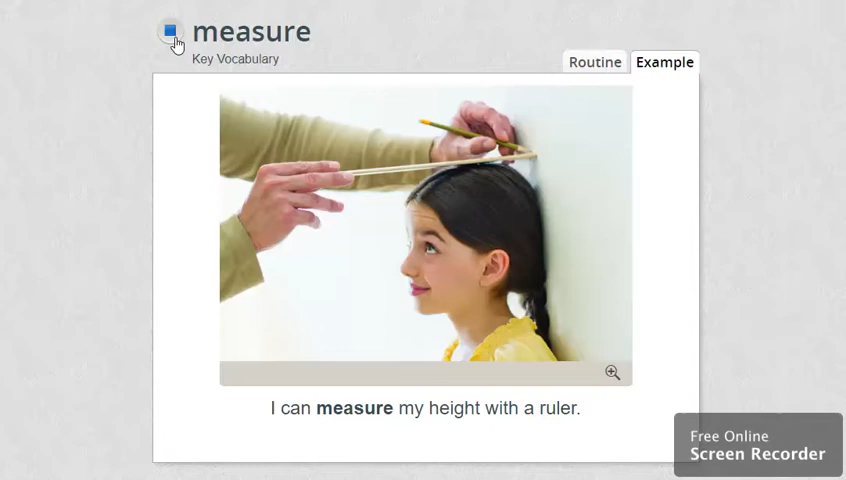 measure
Key Vocabulary
Routine
Example
I can measure my height with a ruler.
Free Online
Screen Recorder